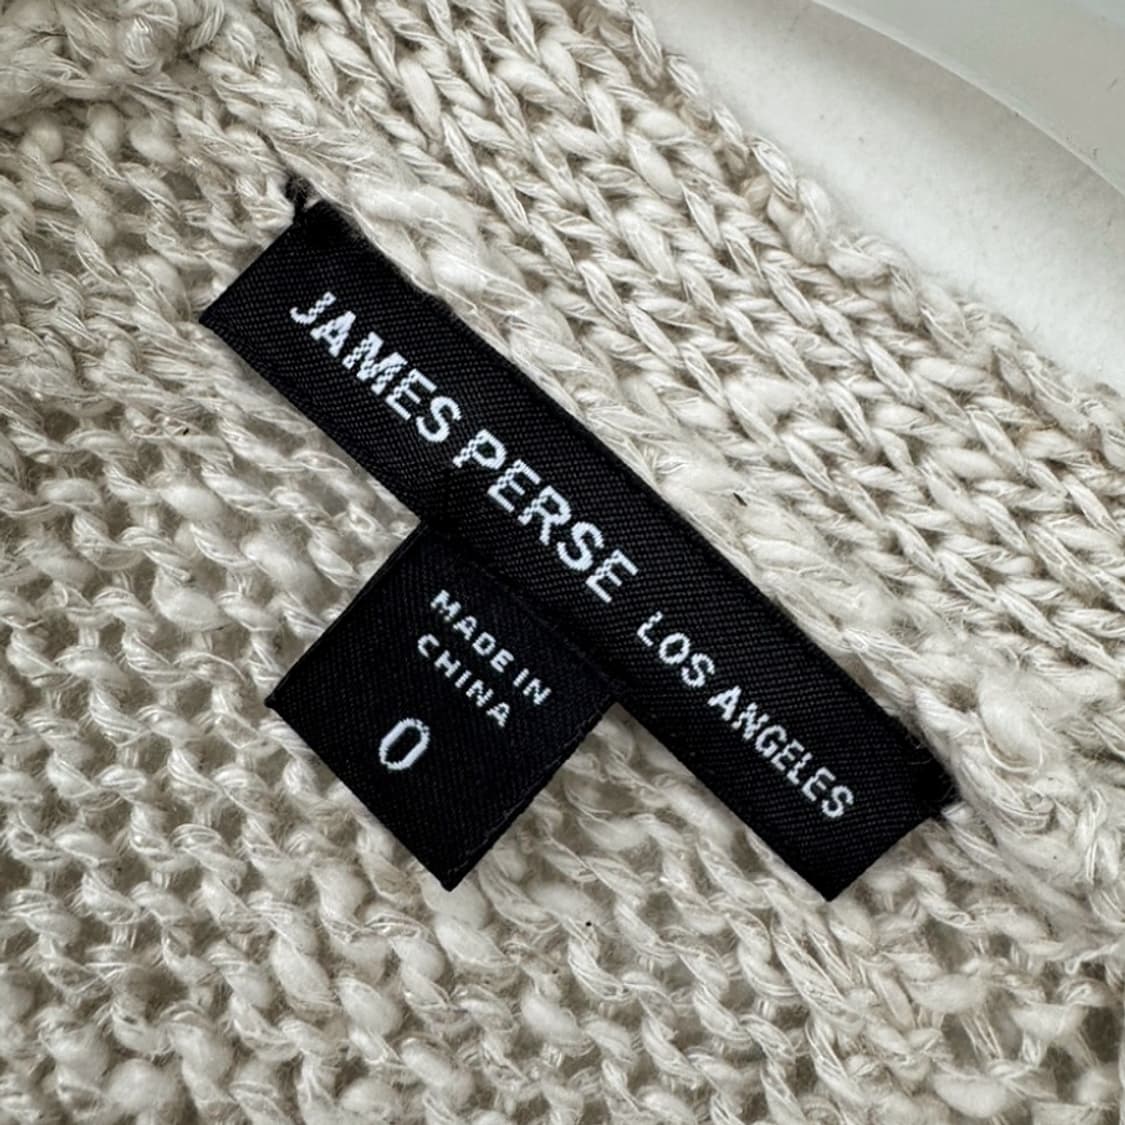 JAMES PERSE LOS ANGELES
MADE IN
CHINA
0